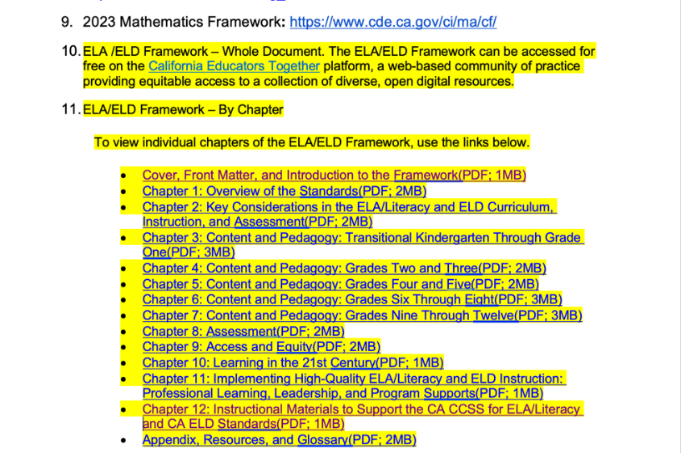 9. 2023 Mathematics Framework: https://www.cde.ca.gov/ci/ma/cf/
10. ELA /ELD Framework – Whole Document. The ELA/ELD Framework can be accessed for
free on the California Educators Together platform, a web-based community of practice
providing equitable access to a collection of diverse, open digital resources.
11. ELA/ELD Framework – By Chapter
To view individual chapters of the ELA/ELD Framework, use the links below.
• Cover, Front Matter, and Introduction to the Framework(PDF; 1MB)
• Chapter 1: Overview of the Standards(PDF; 2MB)
• Chapter 2: Key Considerations in the ELA/Literacy and ELD Curriculum,
Instruction, and Assessment(PDF; 2MB)
• Chapter 3: Content and Pedagogy: Transitional Kindergarten Through Grade
One(PDF; 3MB)
• Chapter 4: Content and Pedagogy: Grades Two and Three(PDF; 2MB)
• Chapter 5: Content and Pedagogy: Grades Four and Five(PDF; 2MB)
• Chapter 6: Content and Pedagogy: Grades Six Through Eight(PDF; 3MB)
• Chapter 7: Content and Pedagogy: Grades Nine Through Twelve(PDF; 3MB)
• Chapter 8: Assessment(PDF; 2MB)
• Chapter 9: Access and Equity(PDF; 2MB)
• Chapter 10: Learning in the 21st Century(PDF; 1MB)
• Chapter 11: Implementing High-Quality ELA/Literacy and ELD Instruction:
Professional Learning, Leadership, and Program Supports(PDF; 1MB)
• Chapter 12: Instructional Materials to Support the CA CCSS for ELA/Literacy
and CA ELD Standards(PDF; 1MB)
• Appendix, Resources, and Glossary(PDF; 2MB)